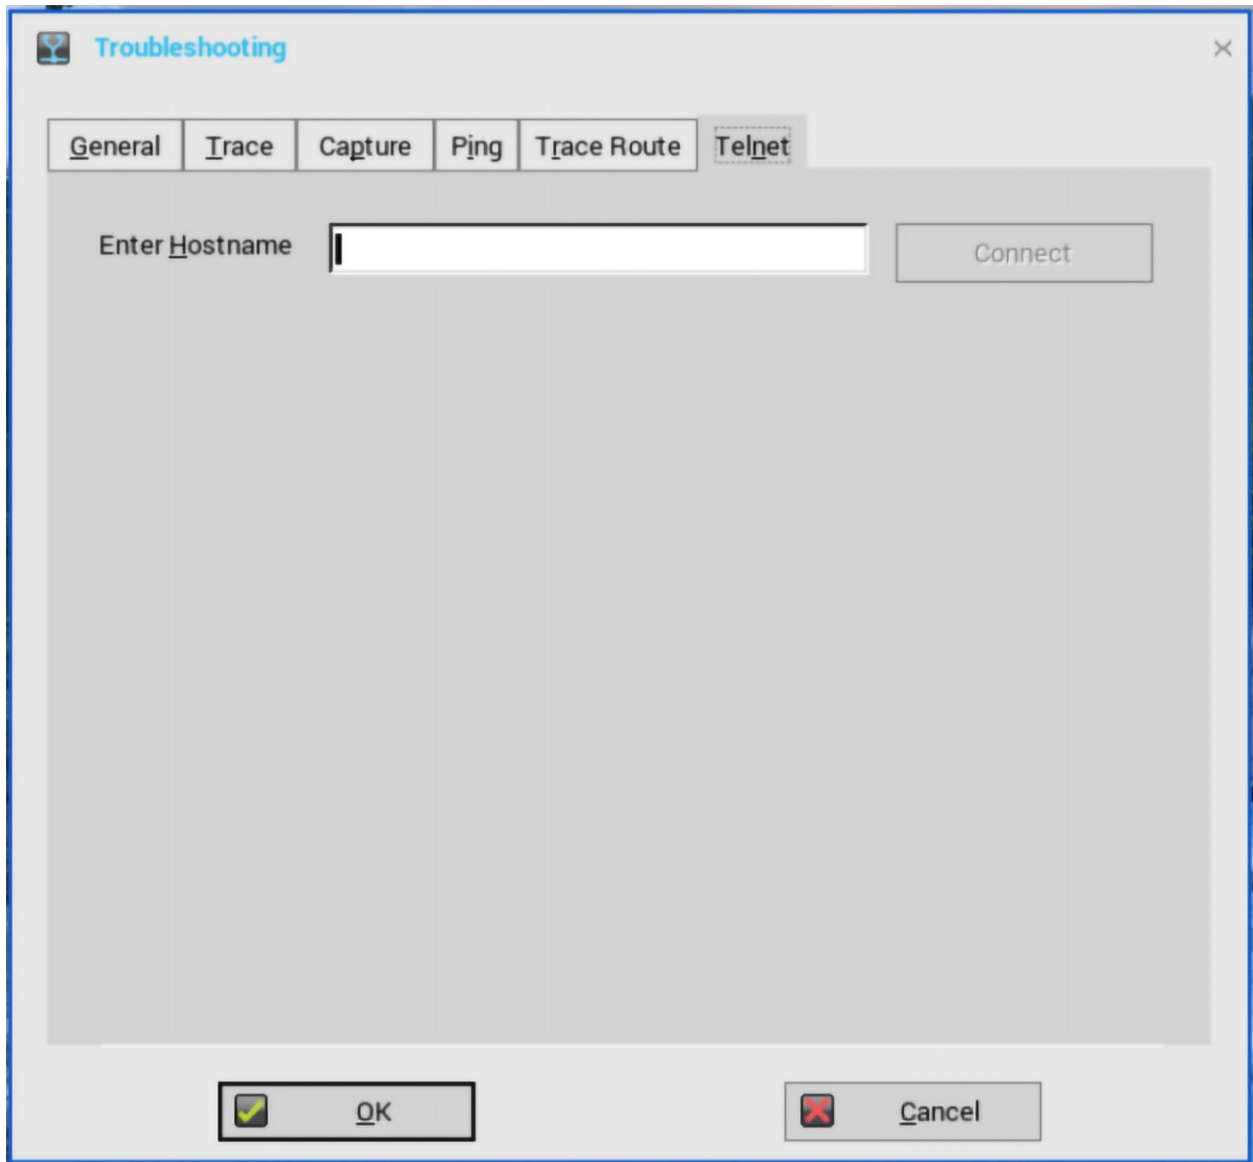 Troubleshooting
General Trace Capture Ping Trace Route Telnet
Enter Hostname Connect
OK Cancel